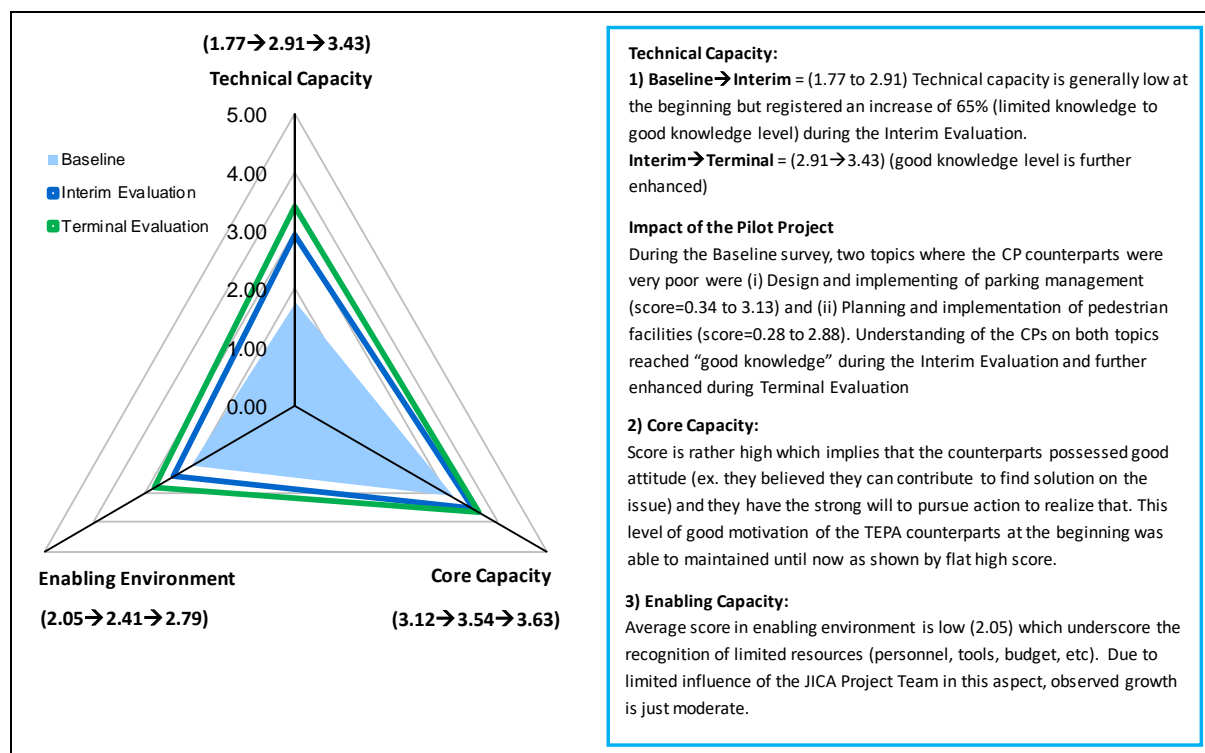 (1.77→2.91→3.43)
Technical Capacity
5.00
4.00
3.00
2.00
1.00
0.00
Baseline
Interim Evaluation
Terminal Evaluation
Enabling Environment
(2.05→2.41→2.79)
Core Capacity
(3.12→3.54→3.63)
Technical Capacity:
1) Baseline→Interim = (1.77 to 2.91) Technical capacity is generally low at
the beginning but registered an increase of 65% (limited knowledge to
good knowledge level) during the Interim Evaluation.
Interim→Terminal = (2.91→3.43) (good knowledge level is further
enhanced)
Impact of the Pilot Project
During the Baseline survey, two topics where the CP counterparts were
very poor were (i) Design and implementing of parking management
(score=0.34 to 3.13) and (ii) Planning and implementation of pedestrian
facilities (score=0.28 to 2.88). Understanding of the CPs on both topics
reached “good knowledge” during the Interim Evaluation and further
enhanced during Terminal Evaluation
2) Core Capacity:
Score is rather high which implies that the counterparts possessed good
attitude (ex. they believed they can contribute to find solution on the
issue) and they have the strong will to pursue action to realize that. This
level of good motivation of the TEPA counterparts at the beginning was
able to maintained until now as shown by flat high score.
3) Enabling Capacity:
Average score in enabling environment is low (2.05) which underscore the
recognition of limited resources (personnel, tools, budget, etc). Due to
limited influence of the JICA Project Team in this aspect, observed growth
is just moderate.